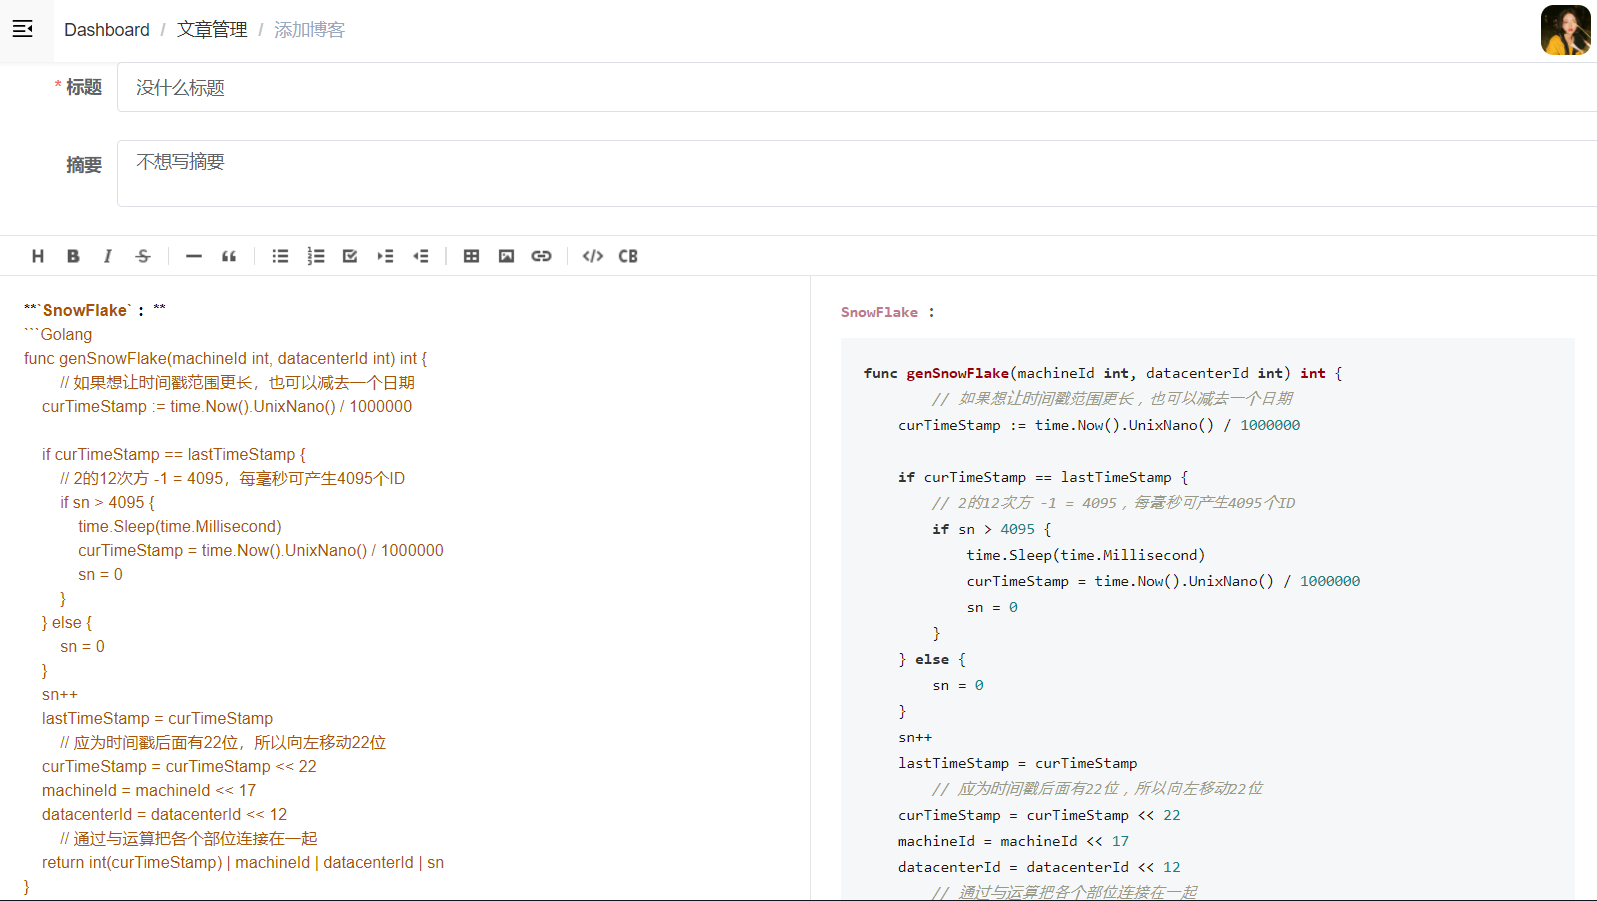 Dashboard / 文章管理 / 添加博客
* 标题 没什么标题
摘要 不想写摘要
H B I S — “ </> CB
**`SnowFlake` : **
```Golang
func genSnowFlake(machineId int, datacenterId int) int {
// 如果想让时间戳范围更长，也可以减去一个日期
curTimeStamp := time.Now().UnixNano() / 1000000
if curTimeStamp == lastTimeStamp {
// 2的12次方 -1 = 4095，每毫秒可产生4095个ID
if sn > 4095 {
time.Sleep(time.Millisecond)
curTimeStamp = time.Now().UnixNano() / 1000000
sn = 0
}
} else {
sn = 0
}
sn++
lastTimeStamp = curTimeStamp
// 应为时间戳后面有22位，所以向左移动22位
curTimeStamp = curTimeStamp << 22
machineId = machineId << 17
datacenterId = datacenterId << 12
// 通过与运算把各个部位连接在一起
return int(curTimeStamp) | machineId | datacenterId | sn
}
SnowFlake :
func genSnowFlake(machineId int, datacenterId int) int {
// 如果想让时间戳范围更长，也可以减去一个日期
curTimeStamp := time.Now().UnixNano() / 1000000
if curTimeStamp == lastTimeStamp {
// 2的12次方 -1 = 4095，每毫秒可产生4095个ID
if sn > 4095 {
time.Sleep(time.Millisecond)
curTimeStamp = time.Now().UnixNano() / 1000000
sn = 0
}
} else {
sn = 0
}
sn++
lastTimeStamp = curTimeStamp
// 应为时间戳后面有22位，所以向左移动22位
curTimeStamp = curTimeStamp << 22
machineId = machineId << 17
datacenterId = datacenterId << 12
// 通过与运算把各个部位连接在一起